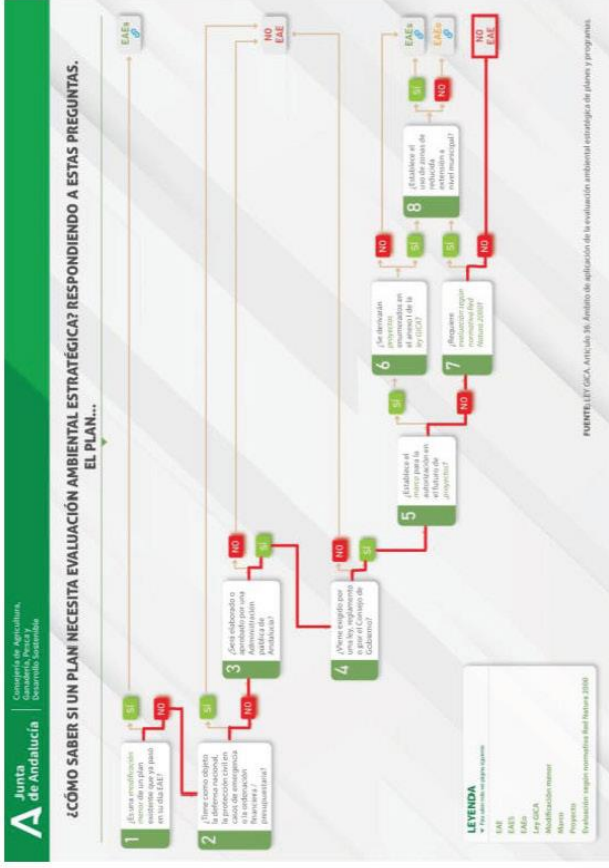 Junta
de Andalucía
Consejería de Agricultura,
Ganadería, Pesca y
Desarrollo Sostenible
¿CÓMO SABER SI UN PLAN NECESITA EVALUACIÓN AMBIENTAL ESTRATÉGICA? RESPONDIENDO A ESTAS PREGUNTAS.
EL PLAN...
1
¿Es una modificación
menor de un plan
existente que ya pasó
en su día EAE?
SÍ
NO
EAEs
2
¿Tiene como objeto
la defensa nacional,
la protección civil en
casos de emergencia
o la ordenación
financiera /
presupuestaria?
SÍ
NO
3
¿Será elaborado o
aprobado por una
Administración
pública de
Andalucía?
NO
SÍ
NO
EAE
4
¿Viene exigido por
una ley, reglamento
o por el Consejo de
Gobierno?
NO
SÍ
5
¿Establece el
marco para la
autorización en
el futuro de
proyectos?
SÍ
NO
6
¿Se derivarán
proyectos
enumerados en
el anexo I de la
ley GICA?
NO
SÍ
7
¿Requiere
evaluación según
normativa Red
Natura 2000?
SÍ
NO
8
¿Establece el
uso de zonas de
reducida
extensión a
nivel municipal?
SÍ
NO
EAEs
EAEo
NO
EAE
LEYENDA
EAE
EAES
EAEo
Ley GICA
Modificación menor
Marco
Proyecto
Evaluación según normativa Red Natura 2000
FUENTE: LEY GICA. Artículo 36. Ámbito de aplicación de la evaluación ambiental estratégica de planes y programas